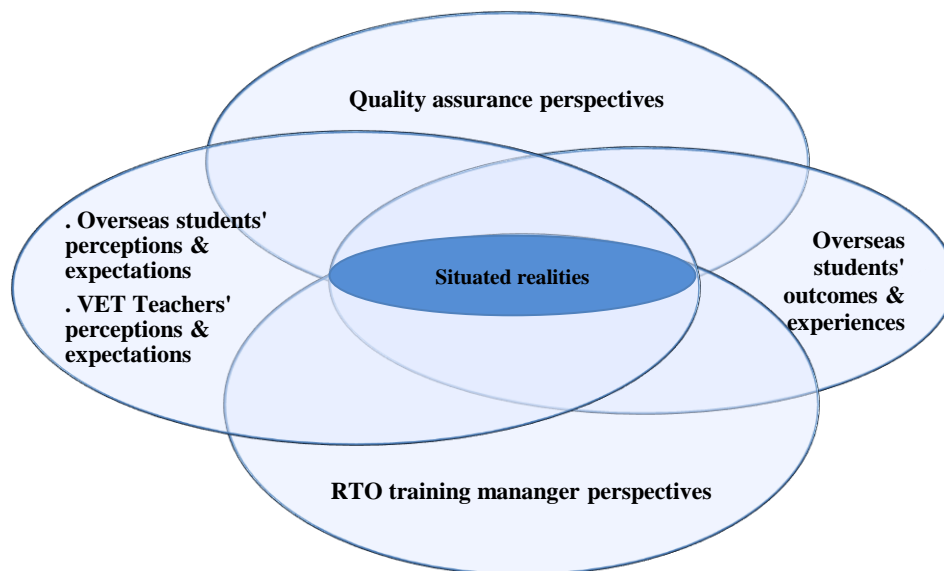 Quality assurance perspectives
. Overseas students'
perceptions &
expectations
. VET Teachers'
perceptions &
expectations
Situated realities
Overseas
students'
outcomes &
experiences
RTO training mananger perspectives